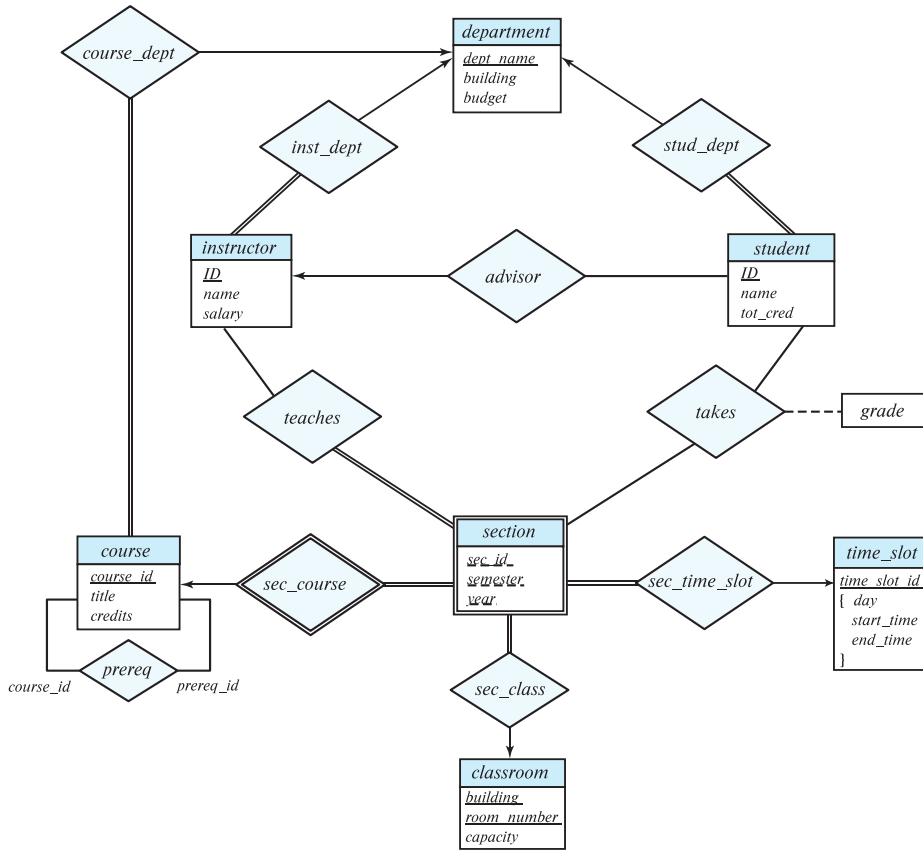 department
course_dept
dept_name
building
budget
inst_dept
stud_dept
instructor
ID
name
salary
advisor
student
ID
name
tot_cred
teaches
takes
grade
section
sec_id
semester
year
course
course_id
title
credits
sec_course
sec_time_slot
time_slot
time_slot_id
{ day
start_time
end_time
}
prereq
course_id
prereq_id
sec_class
classroom
building
room_number
capacity